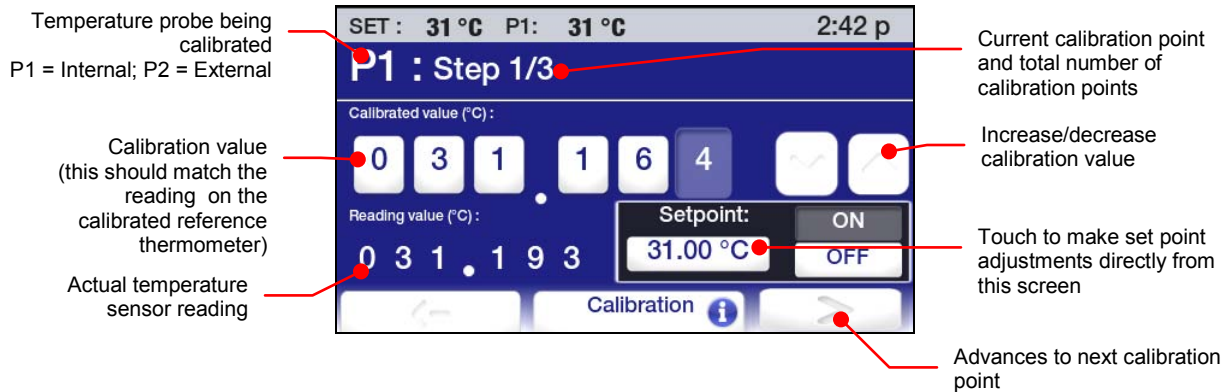 Temperature probe being
calibrated
P1 = Internal; P2 = External
Calibration value
(this should match the
reading on the
calibrated reference
thermometer)
Actual temperature
sensor reading
SET : 31 °C P1: 31 °C 2:42 p
P1 : Step 1/3
Calibrated value (°C) :
0 3 1 . 1 6 4
Reading value (°C) :
0 3 1 . 1 9 3
Setpoint:
31.00 °C
ON
OFF
Calibration i
Current calibration point
and total number of
calibration points
Increase/decrease
calibration value
Touch to make set point
adjustments directly from
this screen
Advances to next calibration
point